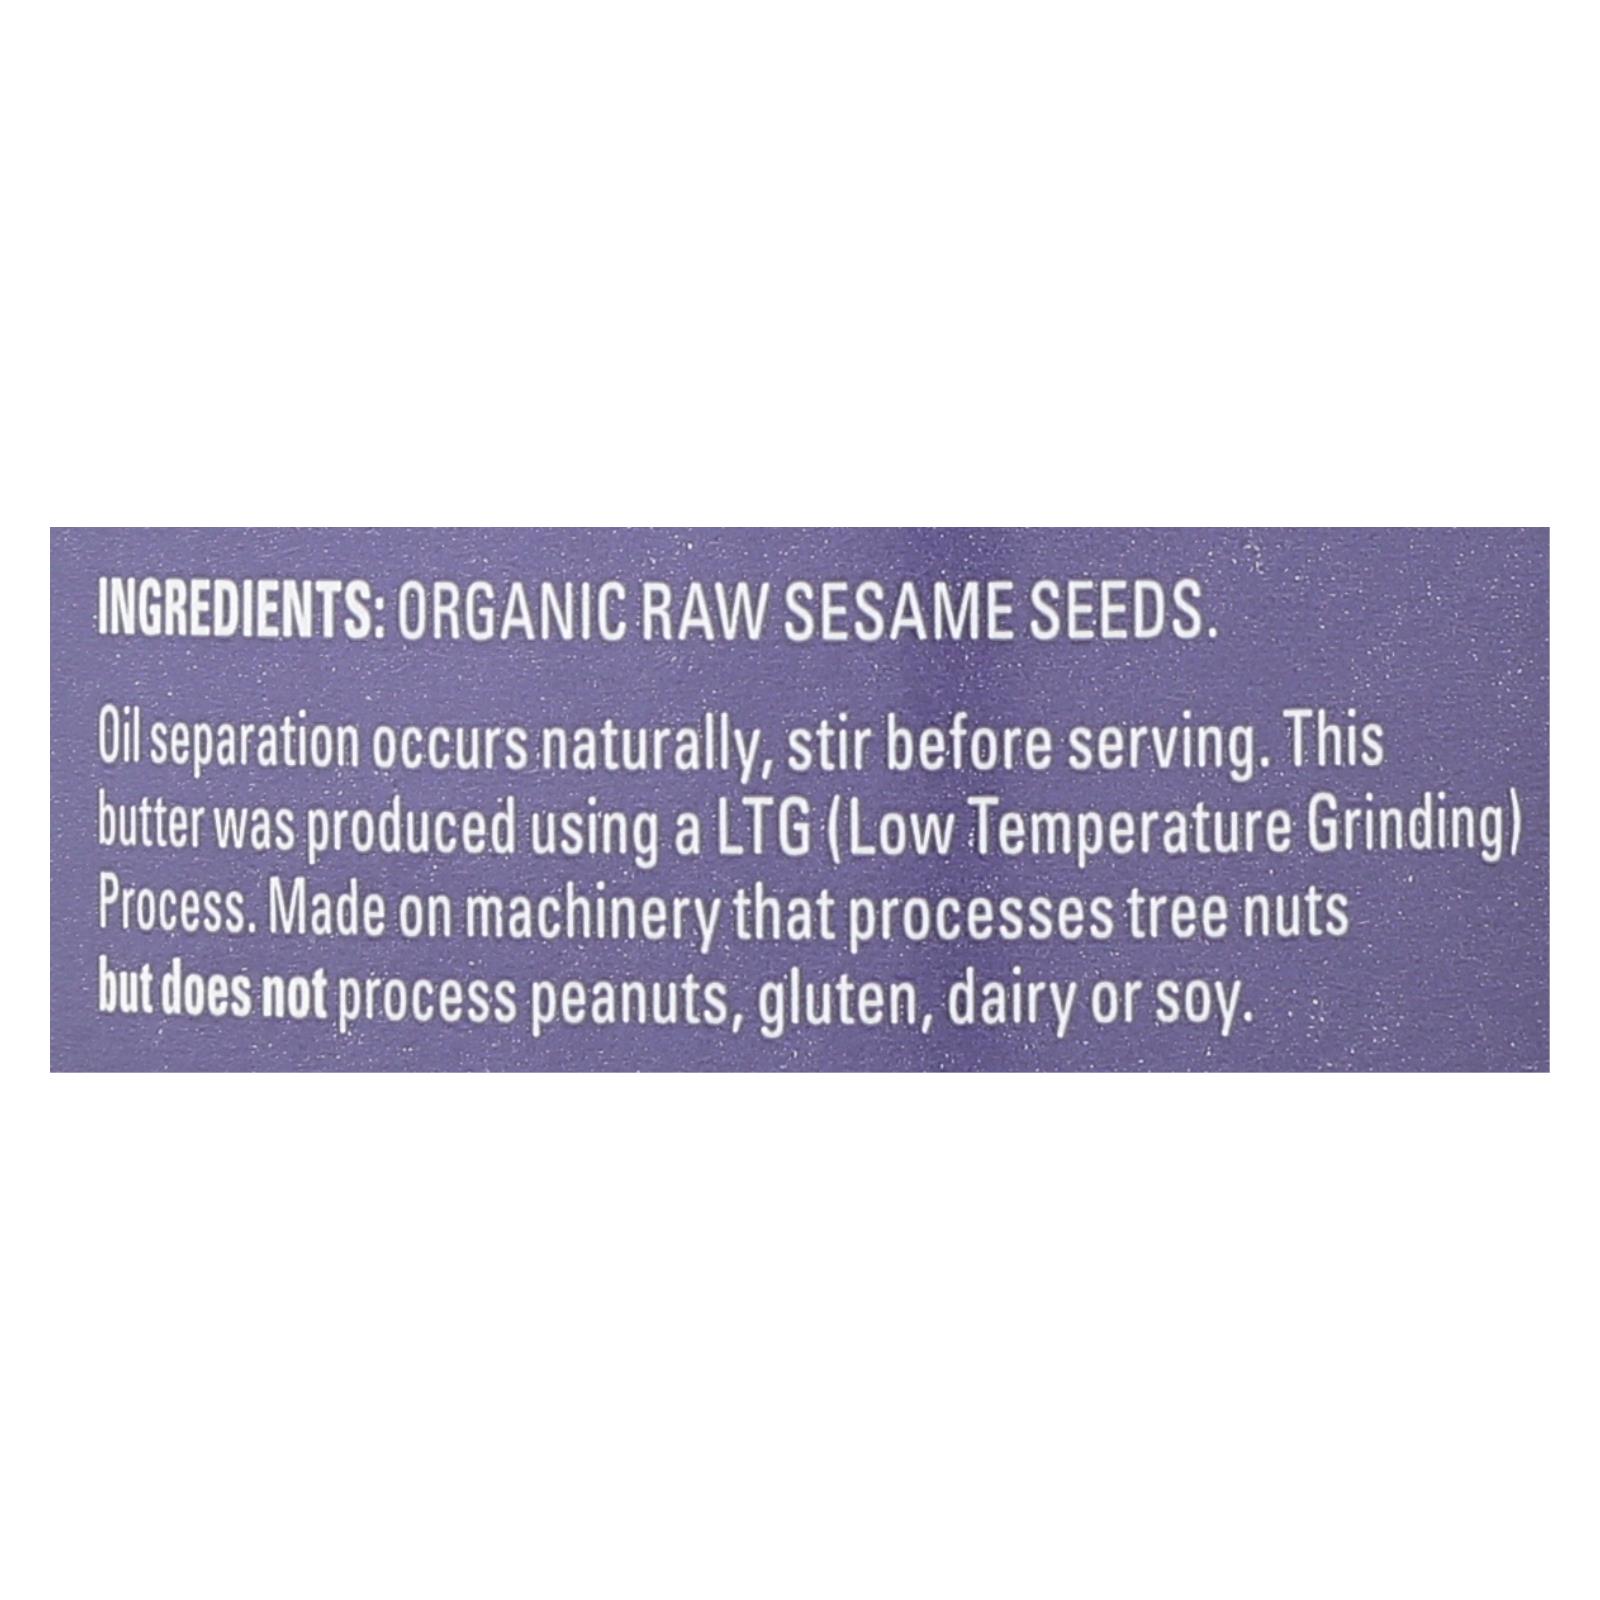 INGREDIENTS: ORGANIC RAW SESAME SEEDS.
Oil separation occurs naturally, stir before serving. This
butter was produced using a LTG (Low Temperature Grinding)
Process. Made on machinery that processes tree nuts
but does not process peanuts, gluten, dairy or soy.